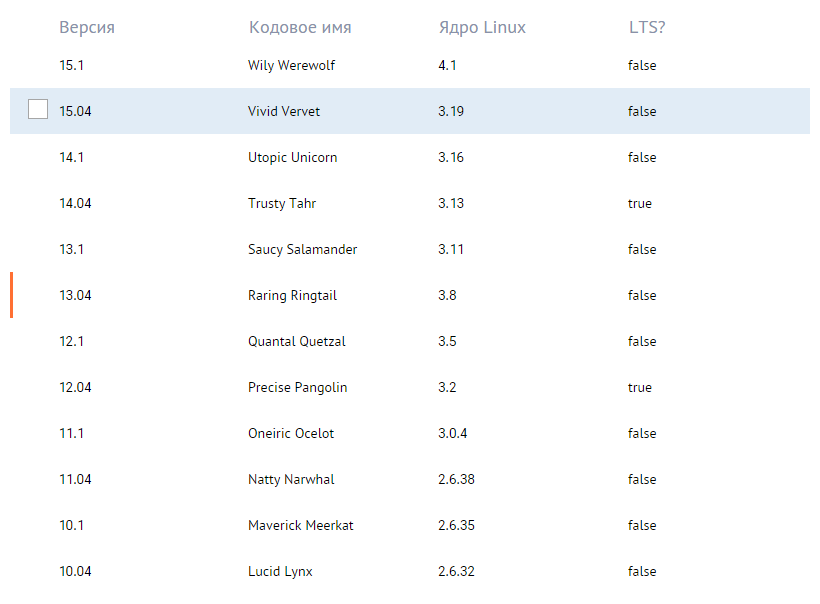 Версия Кодовое имя Ядро Linux LTS?
15.1 Wily Werewolf 4.1 false
15.04 Vivid Vervet 3.19 false
14.1 Utopic Unicorn 3.16 false
14.04 Trusty Tahr 3.13 true
13.1 Saucy Salamander 3.11 false
13.04 Raring Ringtail 3.8 false
12.1 Quantal Quetzal 3.5 false
12.04 Precise Pangolin 3.2 true
11.1 Oneiric Ocelot 3.0.4 false
11.04 Natty Narwhal 2.6.38 false
10.1 Maverick Meerkat 2.6.35 false
10.04 Lucid Lynx 2.6.32 false